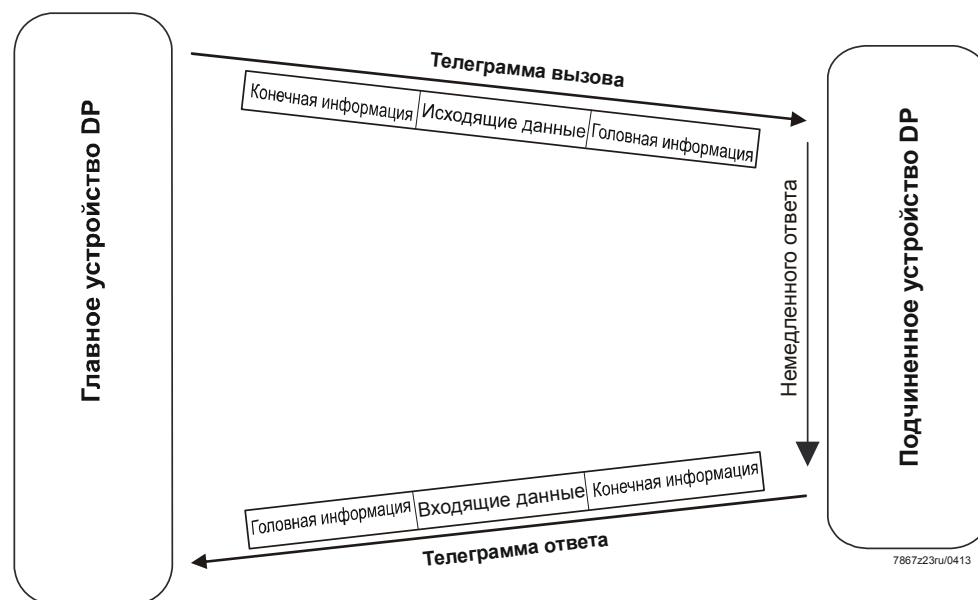 Главное устройство DP
Телеграмма вызова
Конечная информация
Исходящие данные
Головная информация
Немедленного ответа
Подчиненное устройство DP
Головная информация
Входящие данные
Конечная информация
Телеграмма ответа
7867z23ru/0413